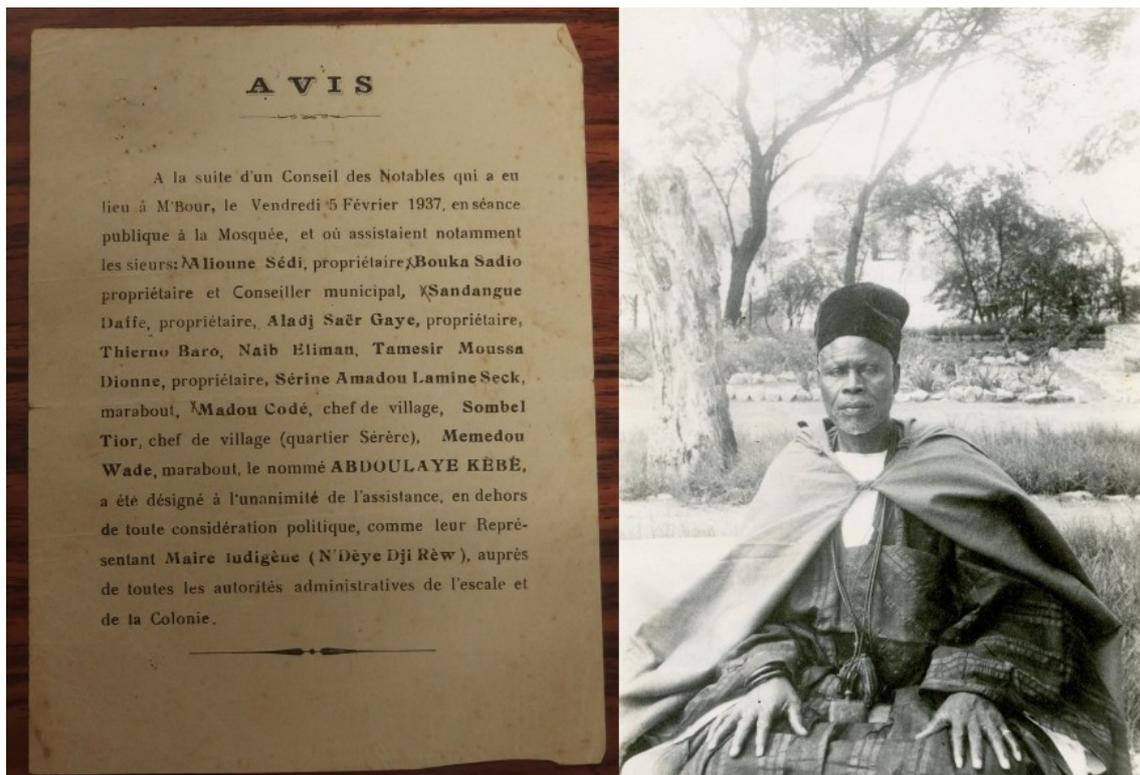 AVIS
A la suite d'un Conseil des Notables qui a eu
lieu à M'Bour, le Vendredi 5 Février 1937, en séance
publique à la Mosquée, et où assistaient notamment
les sieurs: Alioune Sédi, propriétaire, Bouka Sadio
propriétaire et Conseiller municipal, Sandangue
Daffe, propriétaire, Aladj Saër Gaye, propriétaire,
Thierno Baro, Naib Eliman, Tamesir Moussa
Dionne, propriétaire, Sérine Amadou Lamine Seck,
marabout, Madou Codé, chef de village, Sombel
Tior, chef de village (quartier Sérère), Memedou
Wade, marabout, le nommé ABDOULAYE KÉBÉ,
a été désigné à l'unanimité de l'assistance, en dehors
de toute considération politique, comme leur Repré-
sentant Maire Indigène (N'Dèye Dji Rèw), auprès
de toutes les autorités administratives de l'escale et
de la Colonie.